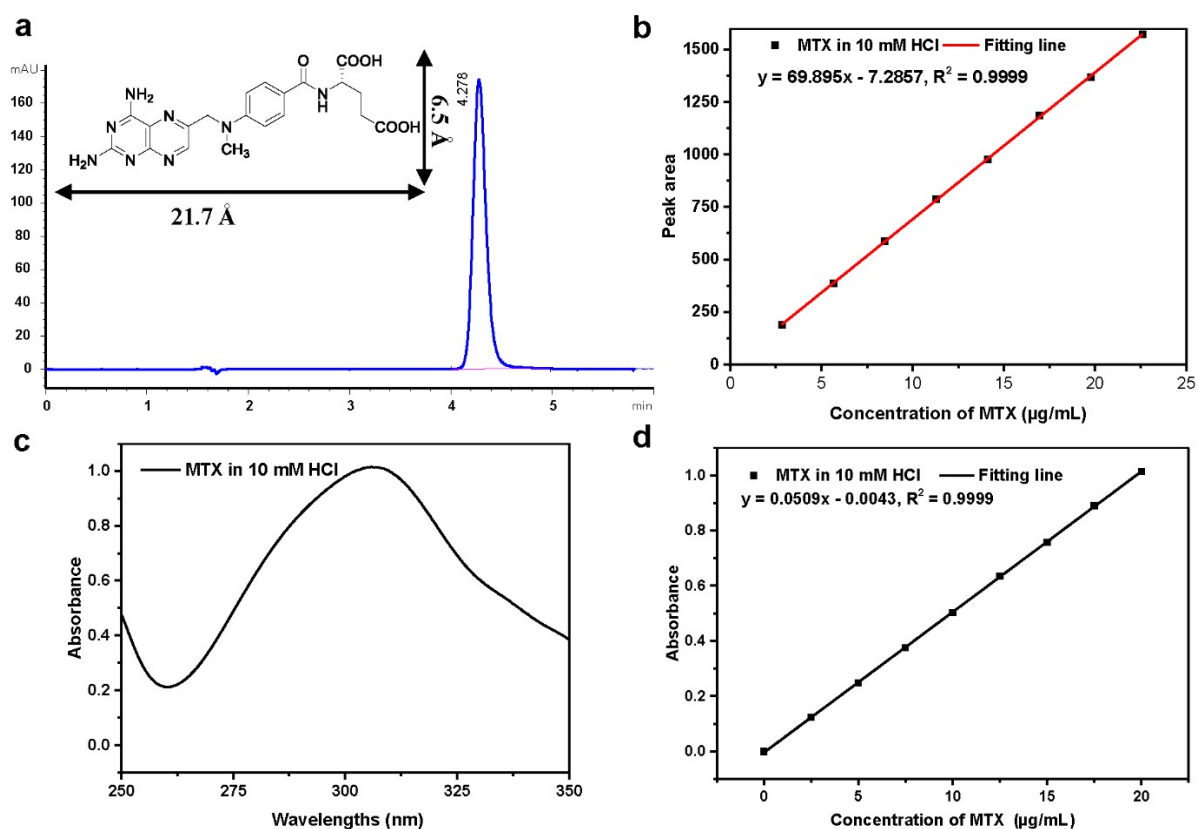 a
mAU
160
140
120
100
80
60
40
20
0
0 1 2 3 4 5 min
4.278
NH₂
N N
H₂N N N
N
CH₃
O COOH
N
H
COOH
6.5 Å
21.7 Å
b
MTX in 10 mM HCl Fitting line
y = 69.895x - 7.2857, R² = 0.9999
Peak area
1500
1250
1000
750
500
250
0
0 5 10 15 20 25
Concentration of MTX (µg/mL)
c
MTX in 10 mM HCl
Absorbance
1.0
0.8
0.6
0.4
0.2
0.0
250 275 300 325 350
Wavelengths (nm)
d
MTX in 10 mM HCl Fitting line
y = 0.0509x - 0.0043, R² = 0.9999
Absorbance
1.0
0.8
0.6
0.4
0.2
0.0
0 5 10 15 20
Concentration of MTX (µg/mL)